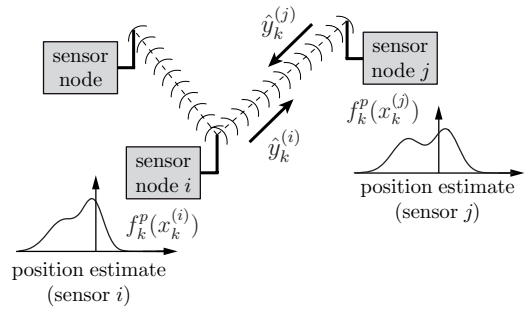 ŷ_k^{(j)}
sensor
node
sensor
node j
ŷ_k^{(i)}
f_k^p(x_k^{(j)})
sensor
node i
position estimate
(sensor j)
f_k^p(x_k^{(i)})
position estimate
(sensor i)